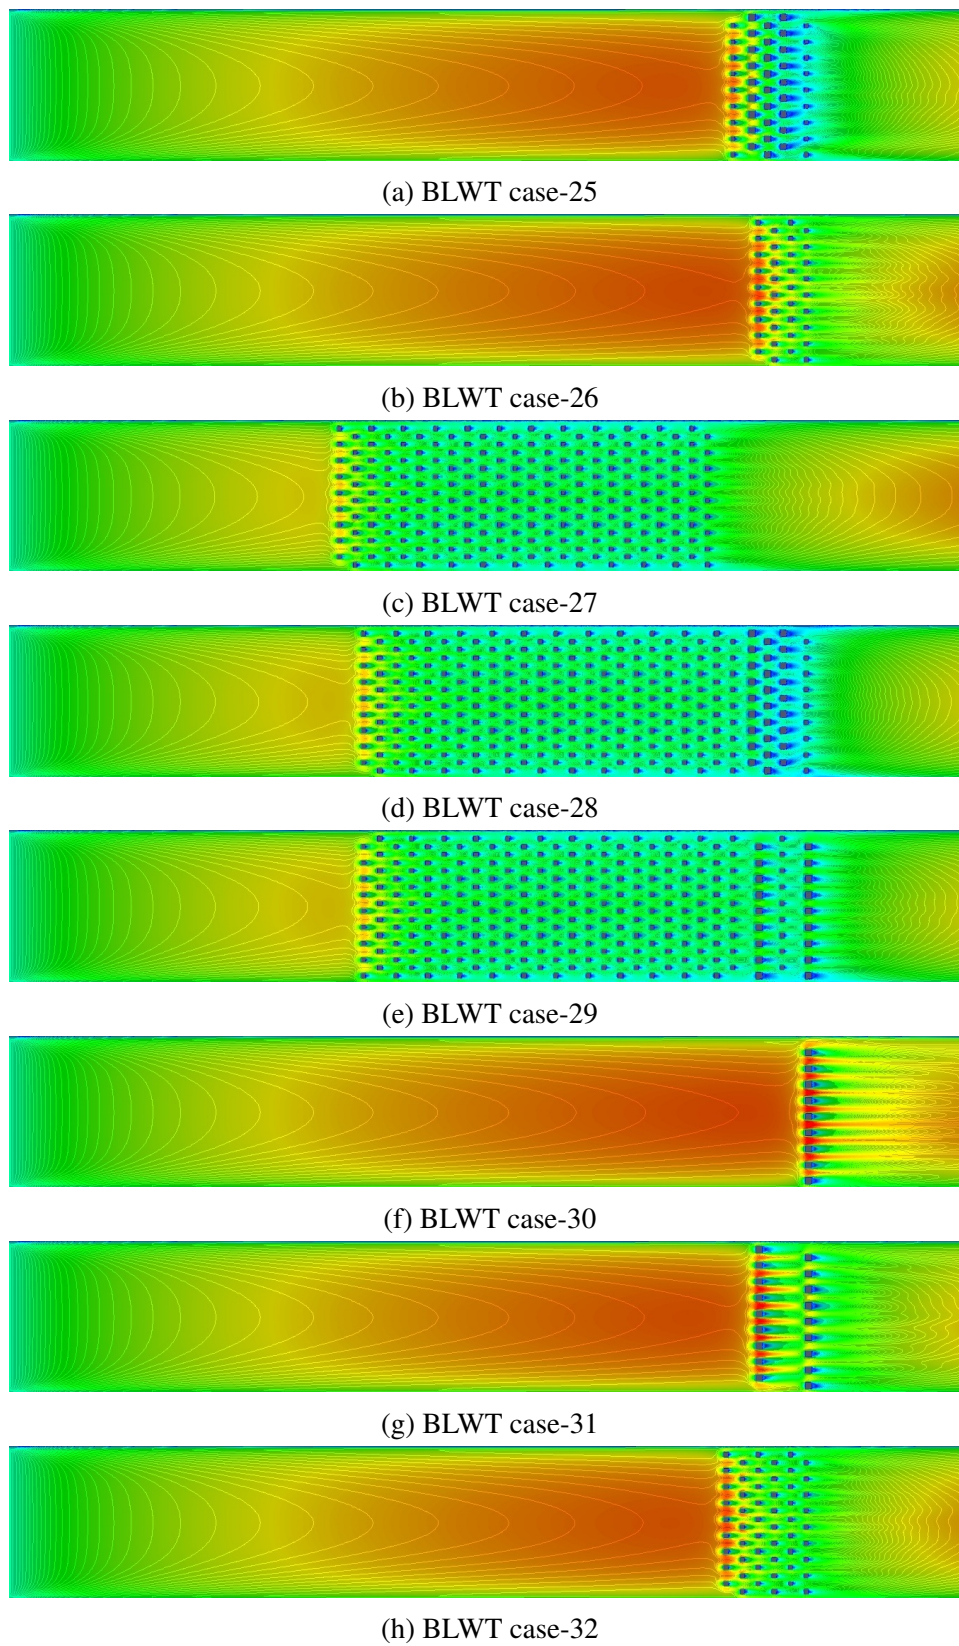 (a) BLWT case-25
(b) BLWT case-26
(c) BLWT case-27
(d) BLWT case-28
(e) BLWT case-29
(f) BLWT case-30
(g) BLWT case-31
(h) BLWT case-32